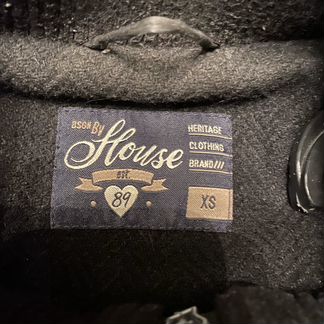 DSGN By
House
est.
89
HERITAGE
CLOTHING
BRAND///
XS